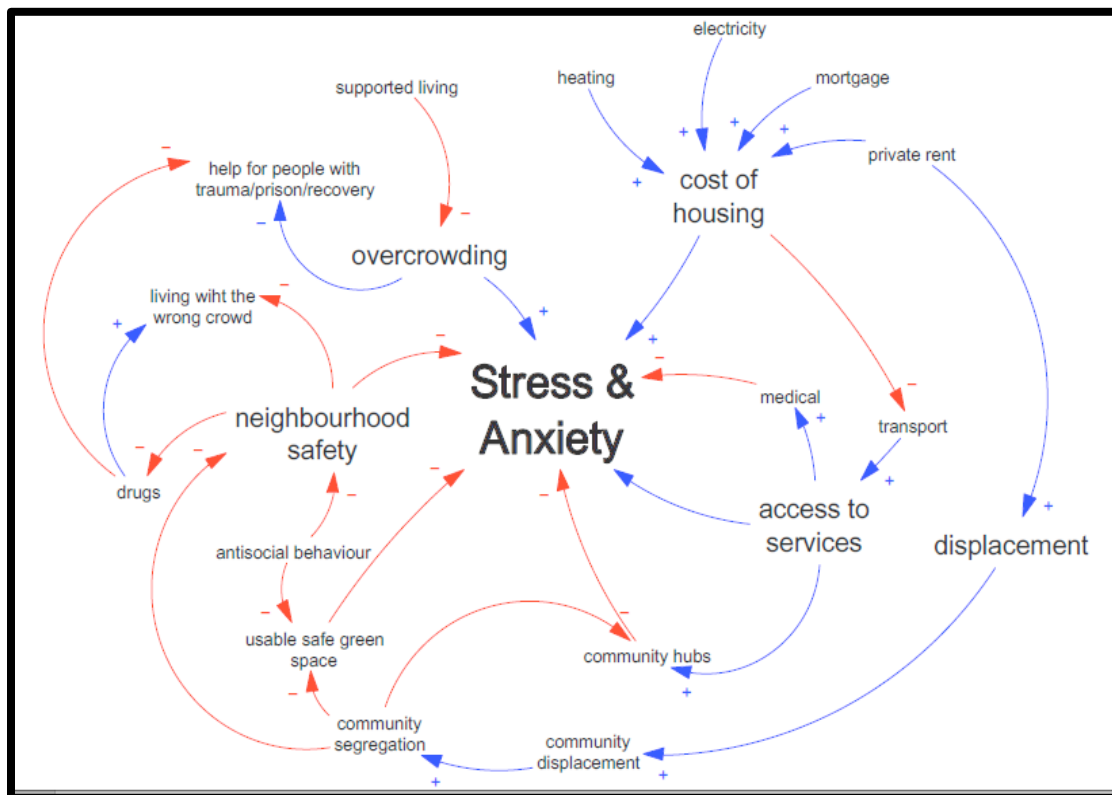 electricity
heating
mortgage
supported living
private rent
help for people with
trauma/prison/recovery
cost of
housing
overcrowding
living wiht the
wrong crowd
Stress &
Anxiety
medical
neighbourhood
safety
transport
drugs
access to
services
displacement
antisocial behaviour
usable safe green
space
community hubs
community
segregation
community
displacement